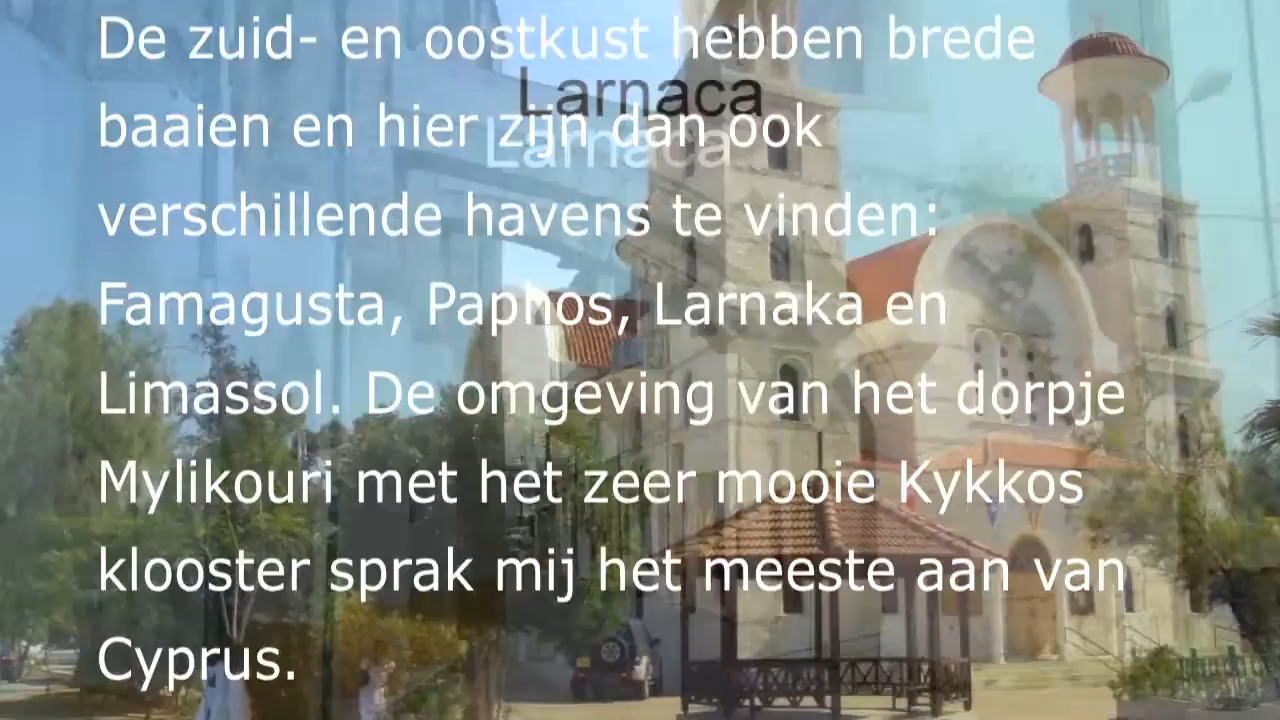 De zuid- en oostkust hebben brede
Larnaca
baaien en hier zijn dan ook
Larnaca
verschillende havens te vinden:
Famagusta, Paphos, Larnaka en
Limassol. De omgeving van het dorpje
Mylikouri met het zeer mooie Kykkos
klooster sprak mij het meeste aan van
Cyprus.